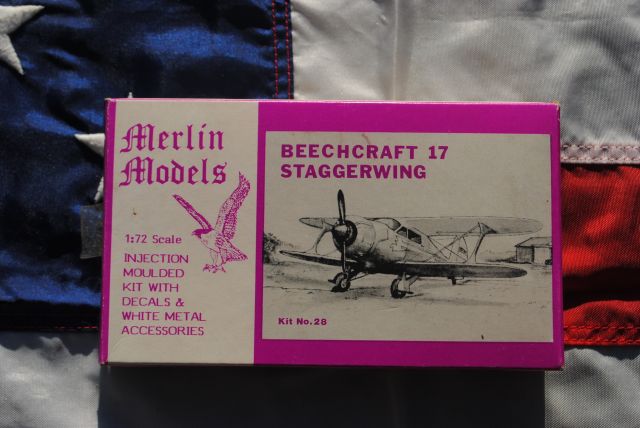 Merlin
Models
1:72 Scale
INJECTION
MOULDED
KIT WITH
DECALS &
WHITE METAL
ACCESSORIES
BEECHCRAFT 17
STAGGERWING
Kit No.28